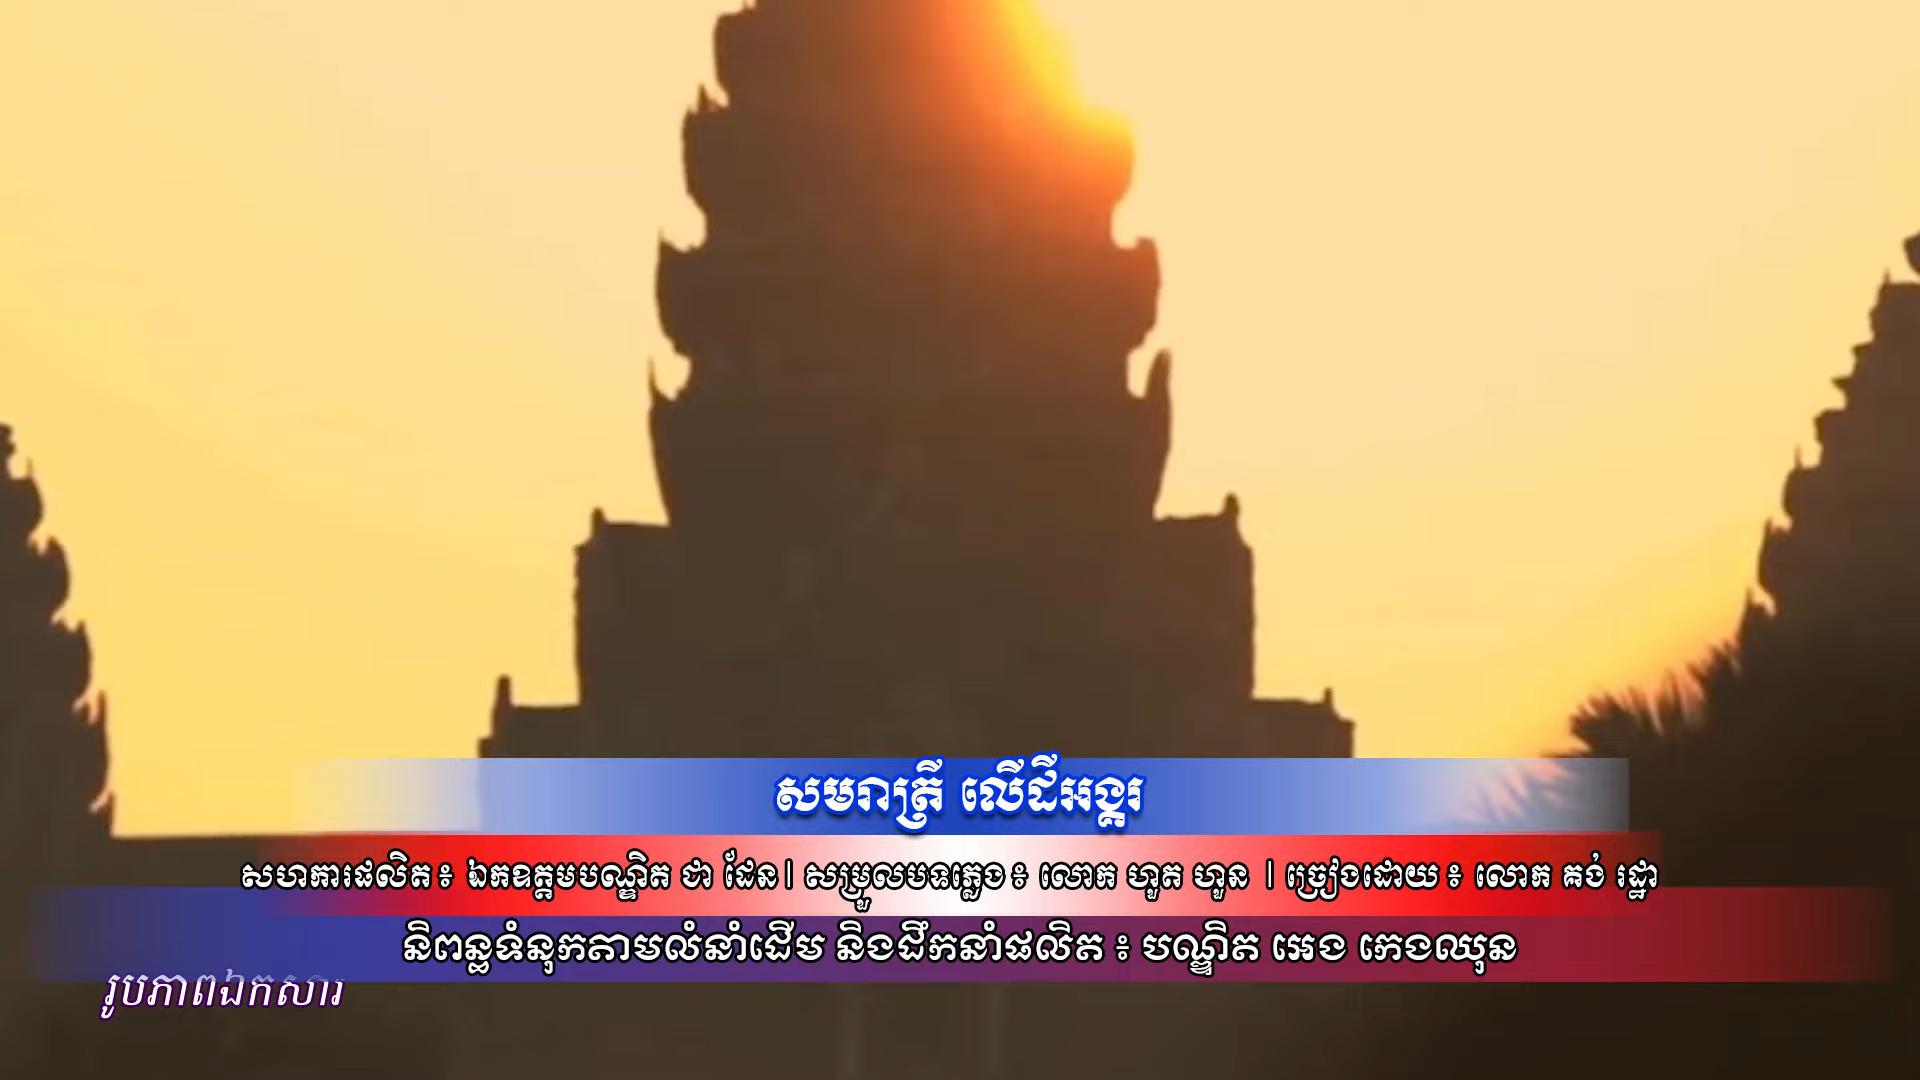 សមរាត្រី លើដីអង្គរ
សហការផលិត៖ ឯកឧត្តមបណ្ឌិត ជា ដែន | សម្រួលបទភ្លេង៖ លោក ហួត ហួន | ច្រៀងដោយ៖ លោក គង់ រដ្ឋា
និពន្ធទំនុកតាមលំនាំដើម និងដឹកនាំផលិត៖ បណ្ឌិត អេង កេងឈុន
រូបភាពឯកសារ